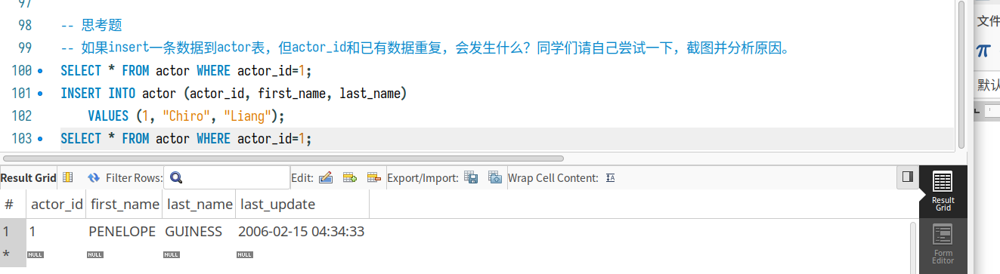 97
98 -- 思考题
99 -- 如果insert一条数据到actor表，但actor_id和已有数据重复，会发生什么？同学们请自己尝试一下，截图并分析原因。
100 SELECT * FROM actor WHERE actor_id=1;
101 INSERT INTO actor (actor_id, first_name, last_name)
102 VALUES (1, "Chiro", "Liang");
103 SELECT * FROM actor WHERE actor_id=1;
文件
π
默认
Result Grid Filter Rows: Edit: Export/Import: Wrap Cell Content: IA
# actor_id first_name last_name last_update
1 1 PENELOPE GUINESS 2006-02-15 04:34:33
* NULL NULL NULL NULL
Result
Grid
Form
Editor